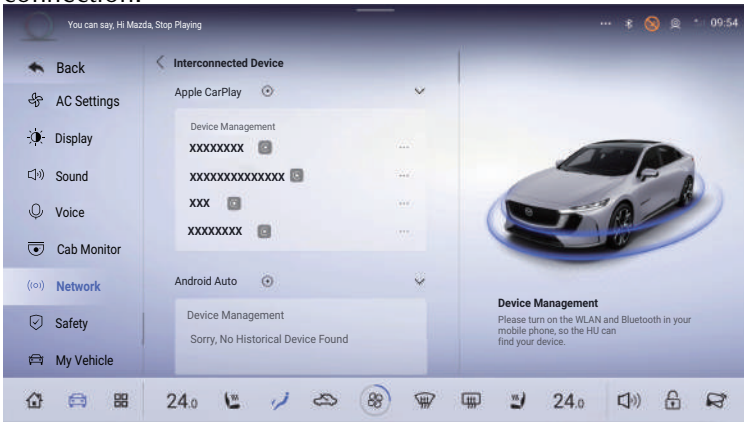 connection.
You can say, Hi Mazda, Stop Playing
09:54
Back
AC Settings
Display
Sound
Voice
Cab Monitor
Network
Safety
My Vehicle
Interconnected Device
Apple CarPlay
Device Management
XXXXXXXX
XXXXXXXXXXXXXX
XXX
XXXXXXXX
Android Auto
Device Management
Sorry, No Historical Device Found
Device Management
Please turn on the WLAN and Bluetooth in your
mobile phone, so the HU can
find your device.
24.0
24.0